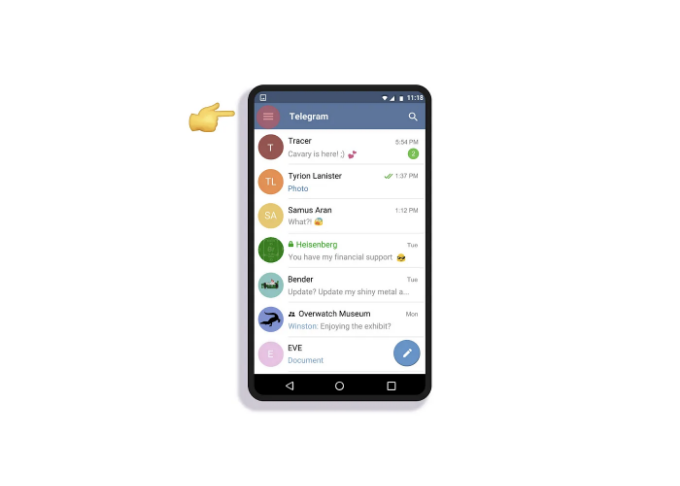 11:18
Telegram
T
Tracer
5:54 PM
Cavary is here! ;) 💕
2
TL
Tyrion Lanister
1:37 PM
Photo
SA
Samus Aran
1:12 PM
What?! 😰
Heisenberg
Tue
You have my financial support 😎
Bender
Tue
Update? Update my shiny metal a...
Overwatch Museum
Mon
Winston: Enjoying the exhibit?
E
EVE
Document